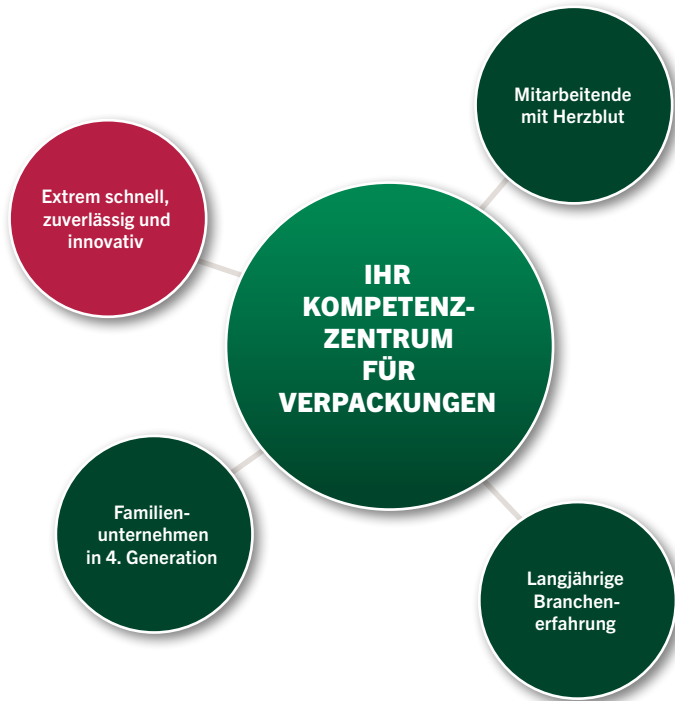 Mitarbeitende
mit Herzblut
Extrem schnell,
zuverlässig und
innovativ
IHR
KOMPETENZ-
ZENTRUM
FÜR
VERPACKUNGEN
Familien-
unternehmen
in 4. Generation
Langjährige
Branchen-
erfahrung